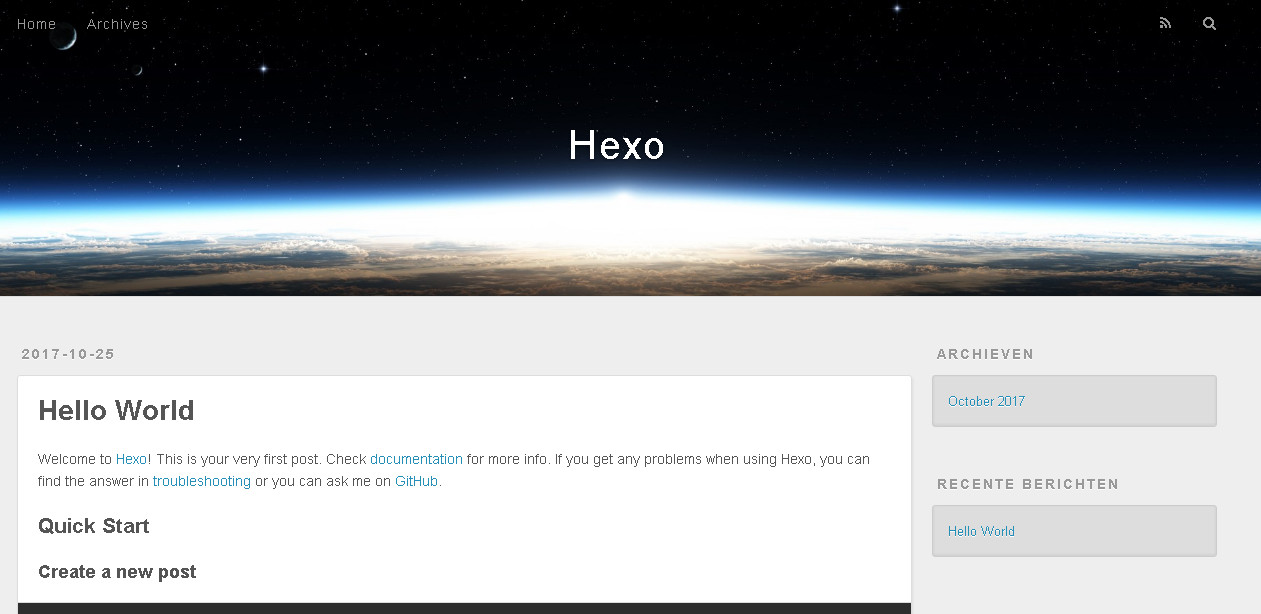 Home Archives
Hexo
2017-10-25
Hello World
Welcome to Hexo! This is your very first post. Check documentation for more info. If you get any problems when using Hexo, you can
find the answer in troubleshooting or you can ask me on GitHub.
Quick Start
Create a new post
ARCHIEVEN
October 2017
RECENTE BERICHTEN
Hello World